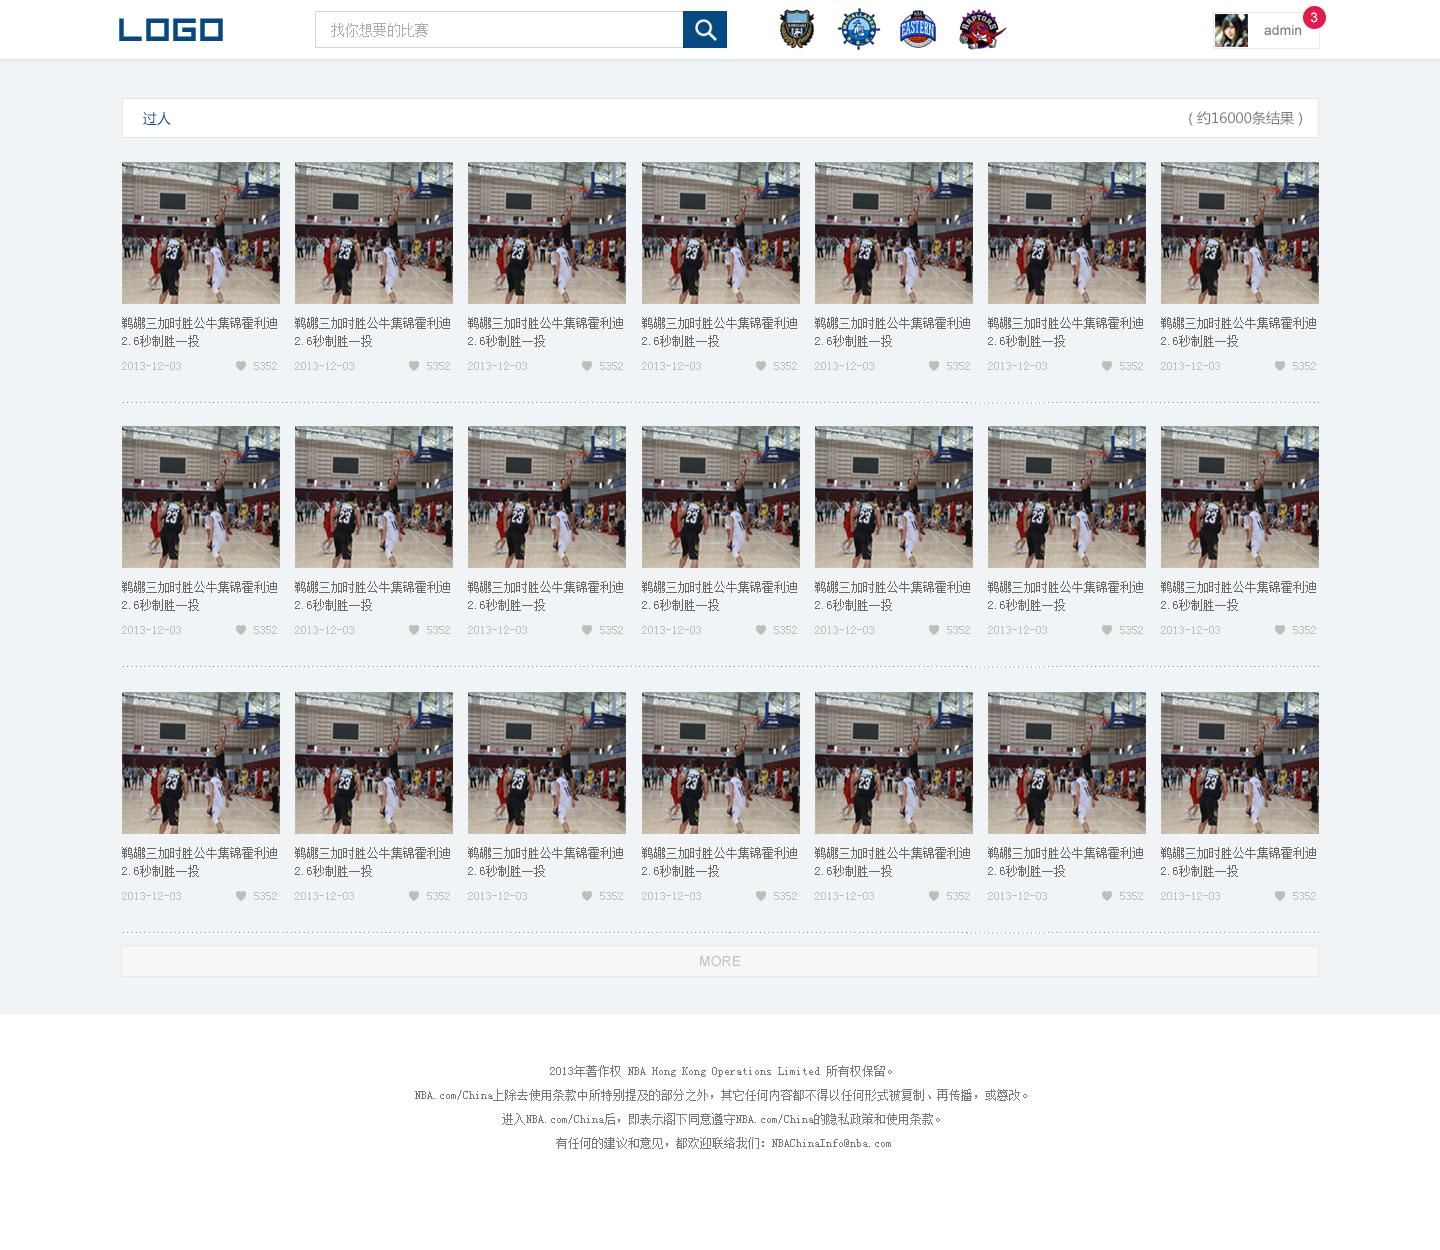 LOGO
找你想要的比赛
EASTERN
RAPTORS
admin
3
过人
( 约16000条结果 )
鹈鹕三加时胜公牛集锦霍利迪 鹈鹕三加时胜公牛集锦霍利迪 鹈鹕三加时胜公牛集锦霍利迪 鹈鹕三加时胜公牛集锦霍利迪 鹈鹕三加时胜公牛集锦霍利迪 鹈鹕三加时胜公牛集锦霍利迪 鹈鹕三加时胜公牛集锦霍利迪
2.6秒制胜一投 2.6秒制胜一投 2.6秒制胜一投 2.6秒制胜一投 2.6秒制胜一投 2.6秒制胜一投 2.6秒制胜一投
2013-12-03 5352 2013-12-03 5352 2013-12-03 5352 2013-12-03 5352 2013-12-03 5352 2013-12-03 5352 2013-12-03 5352
鹈鹕三加时胜公牛集锦霍利迪 鹈鹕三加时胜公牛集锦霍利迪 鹈鹕三加时胜公牛集锦霍利迪 鹈鹕三加时胜公牛集锦霍利迪 鹈鹕三加时胜公牛集锦霍利迪 鹈鹕三加时胜公牛集锦霍利迪 鹈鹕三加时胜公牛集锦霍利迪
2.6秒制胜一投 2.6秒制胜一投 2.6秒制胜一投 2.6秒制胜一投 2.6秒制胜一投 2.6秒制胜一投 2.6秒制胜一投
2013-12-03 5352 2013-12-03 5352 2013-12-03 5352 2013-12-03 5352 2013-12-03 5352 2013-12-03 5352 2013-12-03 5352
鹈鹕三加时胜公牛集锦霍利迪 鹈鹕三加时胜公牛集锦霍利迪 鹈鹕三加时胜公牛集锦霍利迪 鹈鹕三加时胜公牛集锦霍利迪 鹈鹕三加时胜公牛集锦霍利迪 鹈鹕三加时胜公牛集锦霍利迪 鹈鹕三加时胜公牛集锦霍利迪
2.6秒制胜一投 2.6秒制胜一投 2.6秒制胜一投 2.6秒制胜一投 2.6秒制胜一投 2.6秒制胜一投 2.6秒制胜一投
2013-12-03 5352 2013-12-03 5352 2013-12-03 5352 2013-12-03 5352 2013-12-03 5352 2013-12-03 5352 2013-12-03 5352
MORE
2013年著作权 NBA Hong Kong Operations Limited 所有权保留。
NBA.com/China上除去使用条款中所特别提及的部分之外，其它任何内容都不得以任何形式被复制、再传播，或篡改。
进入NBA.com/China后，即表示阁下同意遵守NBA.com/China的隐私政策和使用条款。
有任何的建议和意见，都欢迎联络我们: NBAChinaInfo@nba.com